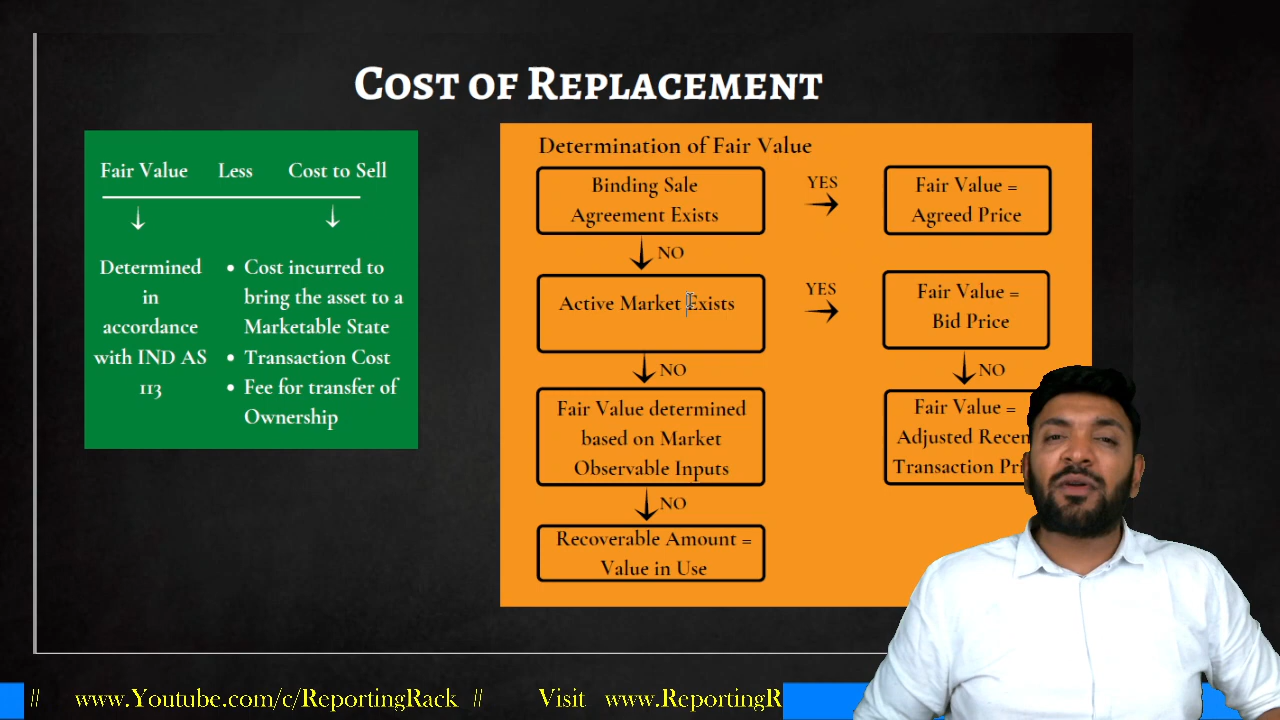 COST OF REPLACEMENT
Fair Value Less Cost to Sell
Determined
in
accordance
with IND AS
113
• Cost incurred to
bring the asset to a
Marketable State
• Transaction Cost
• Fee for transfer of
Ownership
Determination of Fair Value
Binding Sale
Agreement Exists
YES
Fair Value =
Agreed Price
NO
Active Market Exists
YES
Fair Value =
Bid Price
NO
NO
Fair Value determined
based on Market
Observable Inputs
Fair Value =
Adjusted Recen
Transaction Pri
NO
Recoverable Amount =
Value in Use
// www.Youtube.com/c/ReportingRack // Visit www.ReportingR